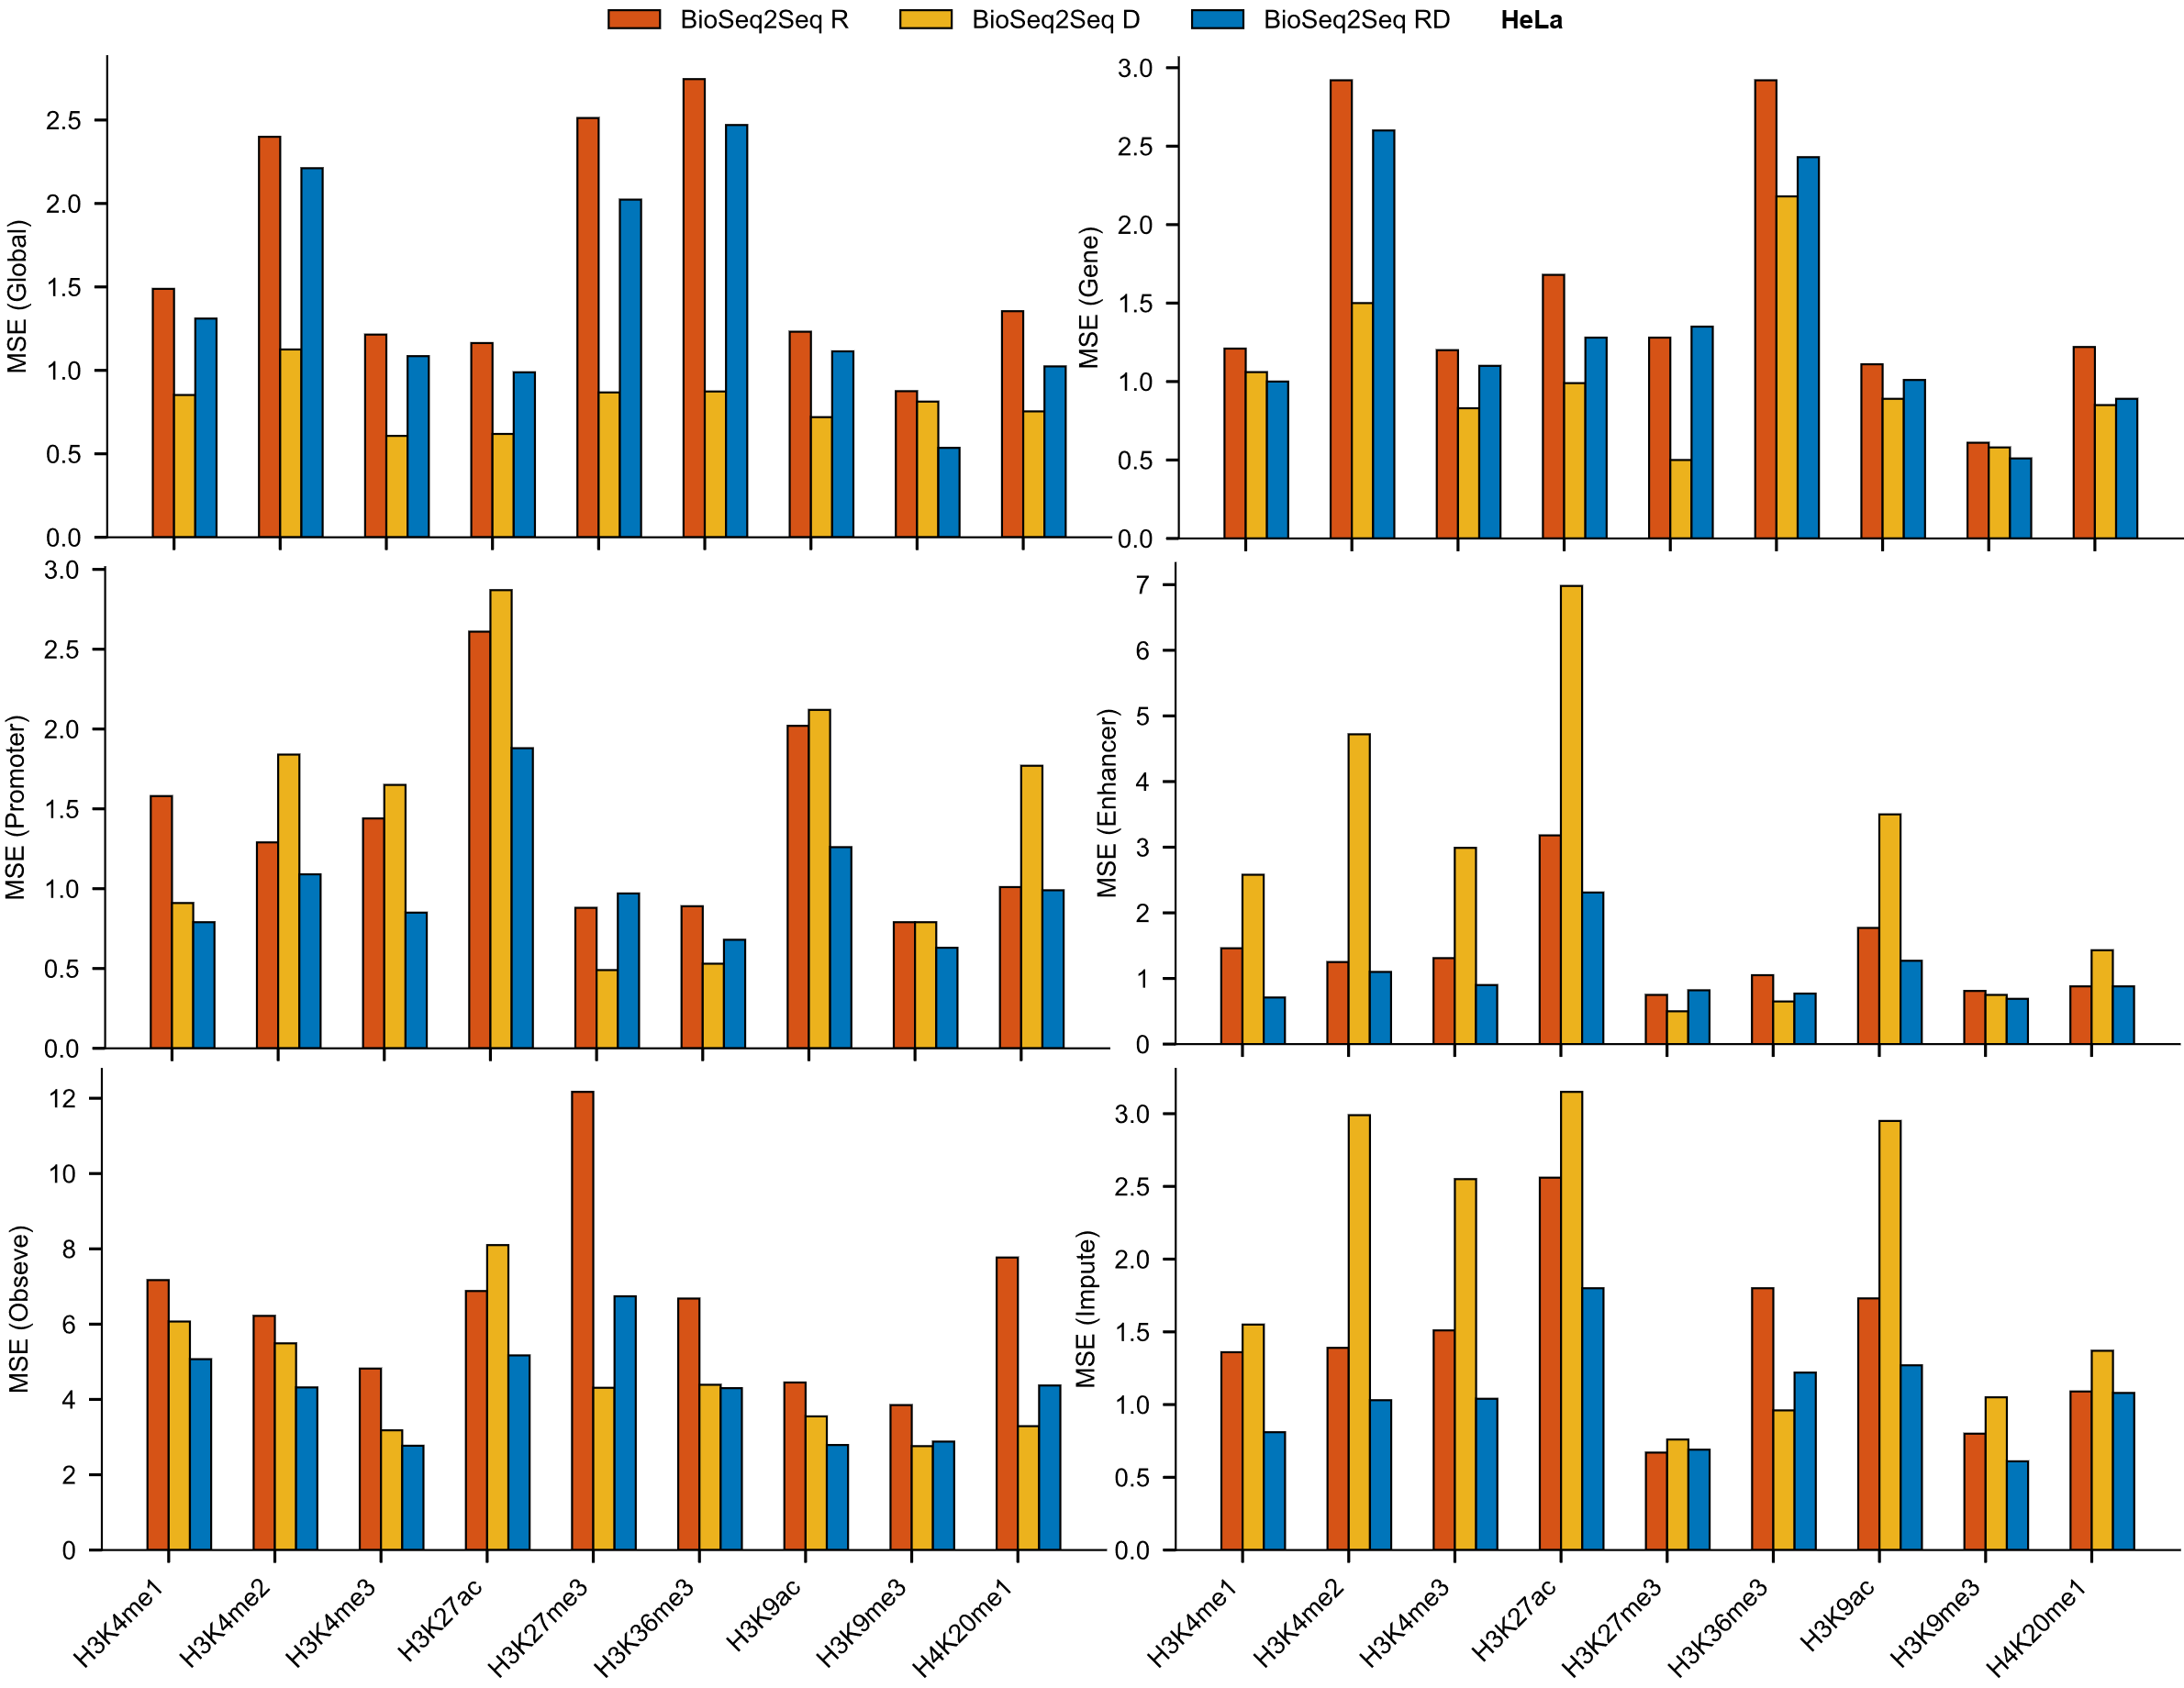 BioSeq2Seq R BioSeq2Seq D BioSeq2Seq RD HeLa
MSE (Global)
2.5
2.0
1.5
1.0
0.5
0.0
MSE (Gene)
3.0
2.5
2.0
1.5
1.0
0.5
0.0
MSE (Promoter)
3.0
2.5
2.0
1.5
1.0
0.5
0.0
MSE (Enhancer)
7
6
5
4
3
2
1
0
MSE (Obseve)
12
10
8
6
4
2
0
MSE (Impute)
3.0
2.5
2.0
1.5
1.0
0.5
0.0
H3K4me1
H3K4me2
H3K4me3
H3K27ac
H3K27me3
H3K36me3
H3K9ac
H3K9me3
H4K20me1
H3K4me1
H3K4me2
H3K4me3
H3K27ac
H3K27me3
H3K36me3
H3K9ac
H3K9me3
H4K20me1